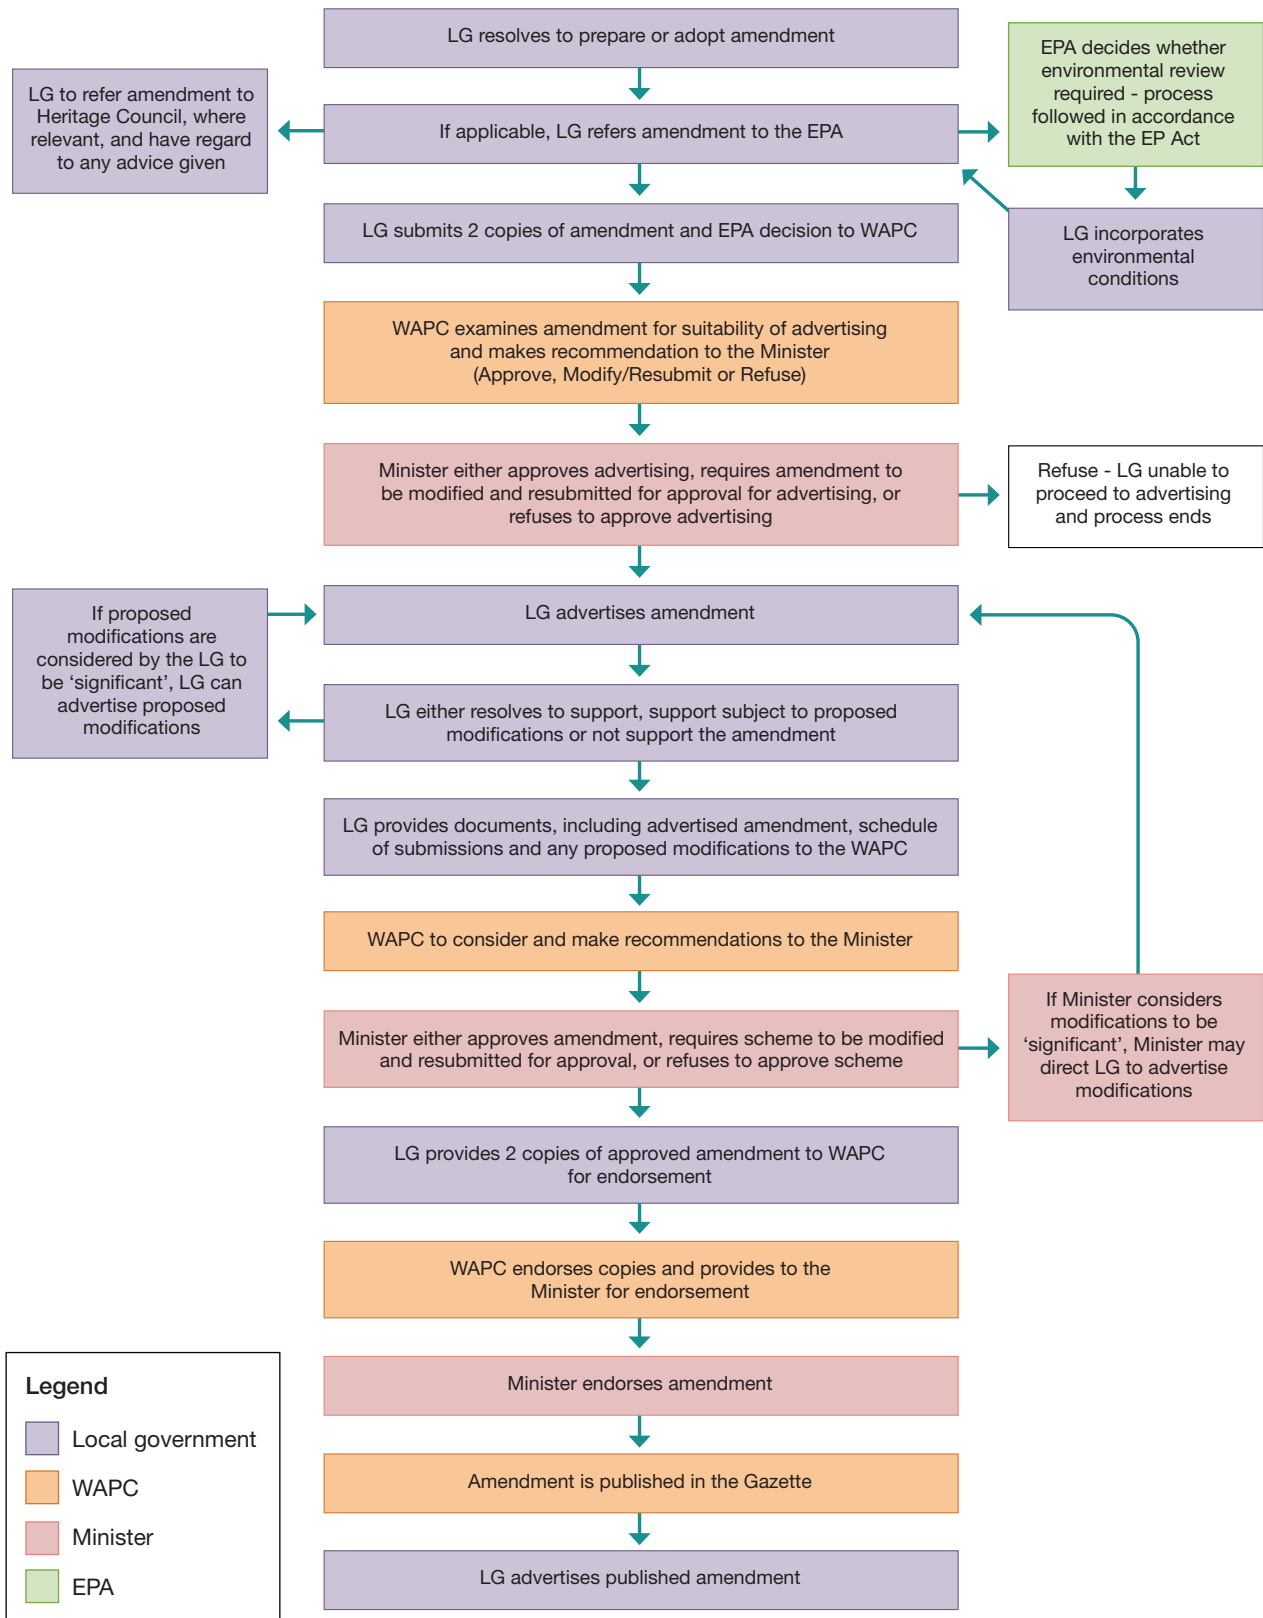 LG resolves to prepare or adopt amendment
EPA decides whether
environmental review
required - process
followed in accordance
with the EP Act
LG to refer amendment to
Heritage Council, where
relevant, and have regard
to any advice given
If applicable, LG refers amendment to the EPA
LG submits 2 copies of amendment and EPA decision to WAPC
LG incorporates
environmental
conditions
WAPC examines amendment for suitability of advertising
and makes recommendation to the Minister
(Approve, Modify/Resubmit or Refuse)
Minister either approves advertising, requires amendment to
be modified and resubmitted for approval for advertising, or
refuses to approve advertising
Refuse - LG unable to
proceed to advertising
and process ends
LG advertises amendment
If proposed
modifications are
considered by the LG to
be ‘significant’, LG can
advertise proposed
modifications
LG either resolves to support, support subject to proposed
modifications or not support the amendment
LG provides documents, including advertised amendment, schedule
of submissions and any proposed modifications to the WAPC
WAPC to consider and make recommendations to the Minister
Minister either approves amendment, requires scheme to be modified
and resubmitted for approval, or refuses to approve scheme
If Minister considers
modifications to be
‘significant’, Minister may
direct LG to advertise
modifications
LG provides 2 copies of approved amendment to WAPC
for endorsement
WAPC endorses copies and provides to the
Minister for endorsement
Minister endorses amendment
Amendment is published in the Gazette
LG advertises published amendment
Legend
Local government
WAPC
Minister
EPA